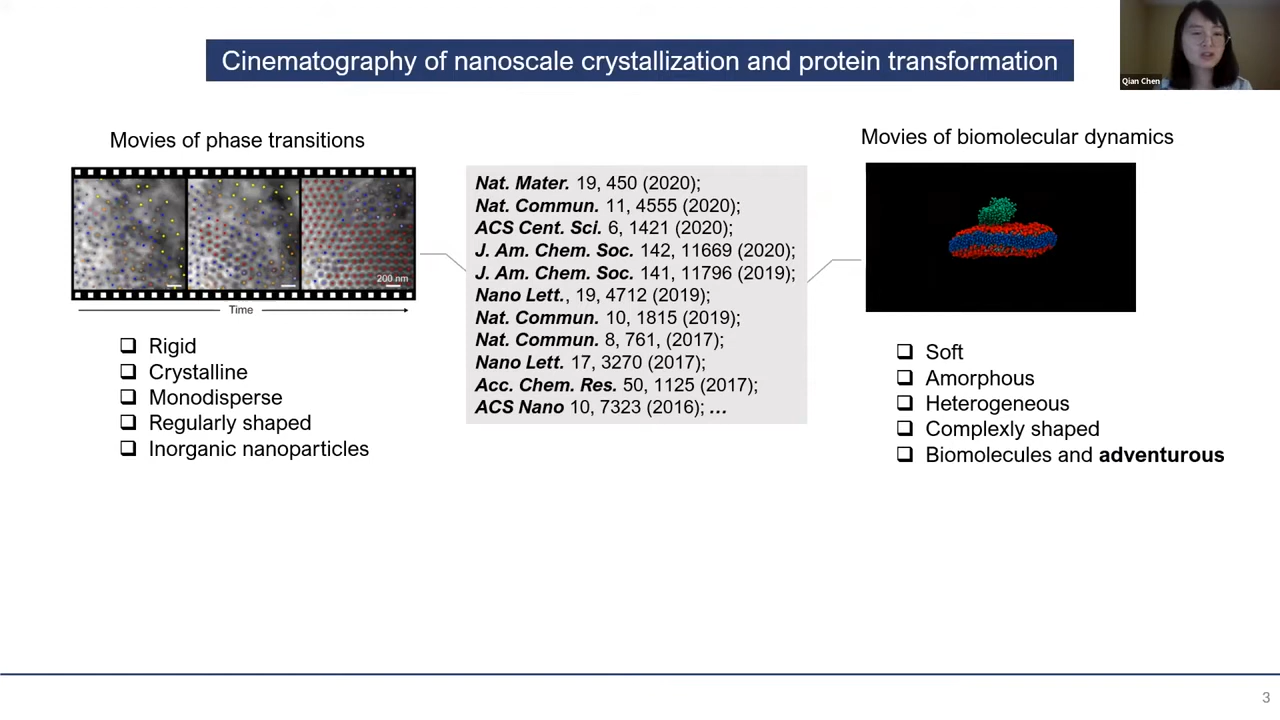 Cinematography of nanoscale crystallization and protein transformation
Qian Chen
Movies of phase transitions
200 nm
Time
Rigid
Crystalline
Monodisperse
Regularly shaped
Inorganic nanoparticles
Nat. Mater. 19, 450 (2020);
Nat. Commun. 11, 4555 (2020);
ACS Cent. Sci. 6, 1421 (2020);
J. Am. Chem. Soc. 142, 11669 (2020);
J. Am. Chem. Soc. 141, 11796 (2019);
Nano Lett., 19, 4712 (2019);
Nat. Commun. 10, 1815 (2019);
Nat. Commun. 8, 761, (2017);
Nano Lett. 17, 3270 (2017);
Acc. Chem. Res. 50, 1125 (2017);
ACS Nano 10, 7323 (2016); …
Movies of biomolecular dynamics
Soft
Amorphous
Heterogeneous
Complexly shaped
Biomolecules and adventurous
3